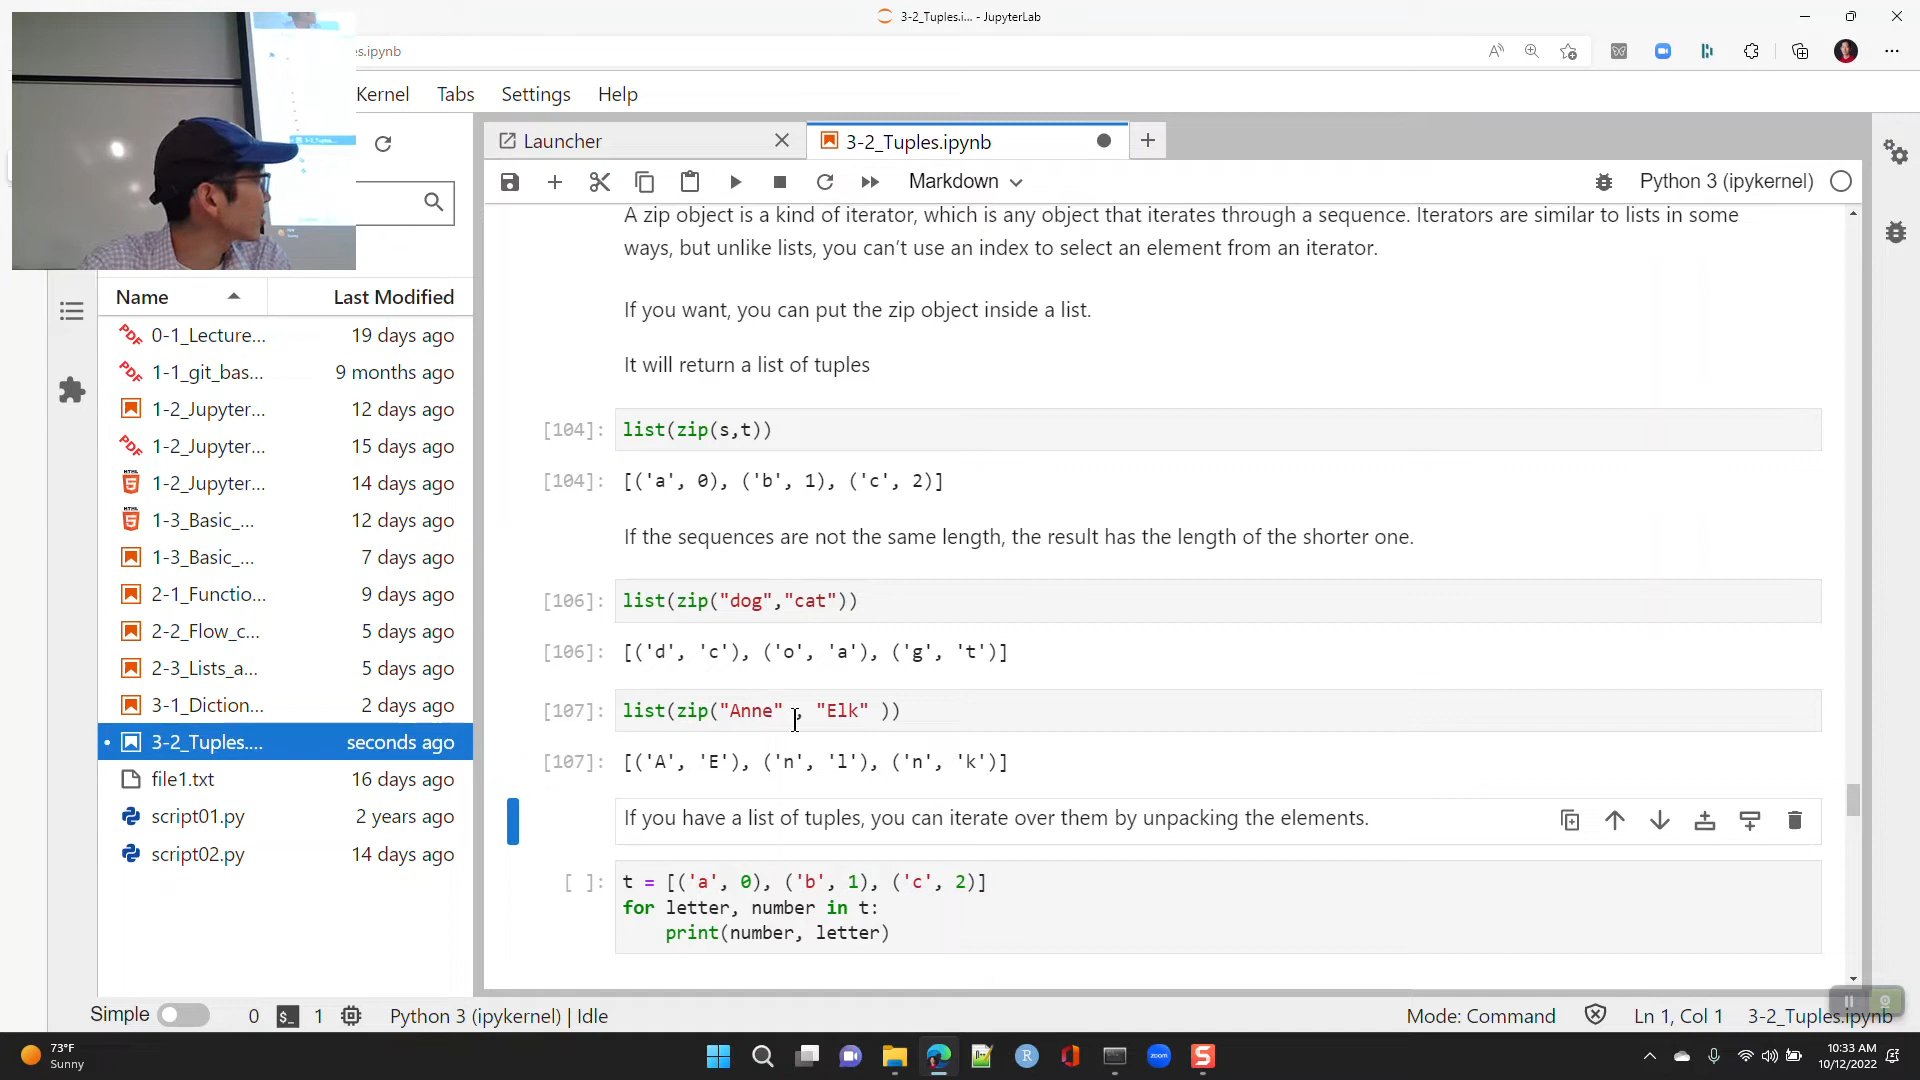 3-2_Tuples.i... - JupyterLab
es.ipynb
Kernel Tabs Settings Help
Launcher
3-2_Tuples.ipynb
Markdown
Python 3 (ipykernel)
A zip object is a kind of iterator, which is any object that iterates through a sequence. Iterators are similar to lists in some
ways, but unlike lists, you can’t use an index to select an element from an iterator.
If you want, you can put the zip object inside a list.
It will return a list of tuples
[104]: list(zip(s,t))
[104]: [('a', 0), ('b', 1), ('c', 2)]
If the sequences are not the same length, the result has the length of the shorter one.
[106]: list(zip("dog","cat"))
[106]: [('d', 'c'), ('o', 'a'), ('g', 't')]
[107]: list(zip("Anne" , "Elk" ))
[107]: [('A', 'E'), ('n', 'l'), ('n', 'k')]
If you have a list of tuples, you can iterate over them by unpacking the elements.
[ ]: t = [('a', 0), ('b', 1), ('c', 2)]
for letter, number in t:
print(number, letter)
Name Last Modified
0-1_Lecture... 19 days ago
1-1_git_bas... 9 months ago
1-2_Jupyter... 12 days ago
1-2_Jupyter... 15 days ago
1-2_Jupyter... 14 days ago
1-3_Basic_... 12 days ago
1-3_Basic_... 7 days ago
2-1_Functio... 9 days ago
2-2_Flow_c... 5 days ago
2-3_Lists_a... 5 days ago
3-1_Diction... 2 days ago
3-2_Tuples.... seconds ago
file1.txt 16 days ago
script01.py 2 years ago
script02.py 14 days ago
Simple 0 1 Python 3 (ipykernel) | Idle
Mode: Command Ln 1, Col 1 3-2_Tuples.ipynb
73°F
Sunny
zoom
10:33 AM
10/12/2022